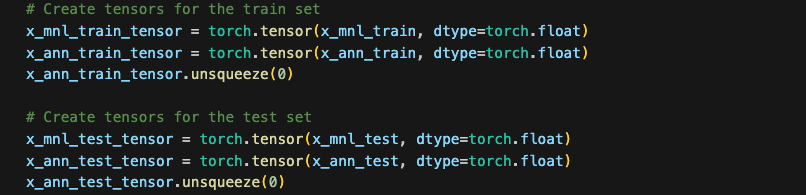 # Create tensors for the train set
x_mnl_train_tensor = torch.tensor(x_mnl_train, dtype=torch.float)
x_ann_train_tensor = torch.tensor(x_ann_train, dtype=torch.float)
x_ann_train_tensor.unsqueeze(0)
# Create tensors for the test set
x_mnl_test_tensor = torch.tensor(x_mnl_test, dtype=torch.float)
x_ann_test_tensor = torch.tensor(x_ann_test, dtype=torch.float)
x_ann_test_tensor.unsqueeze(0)